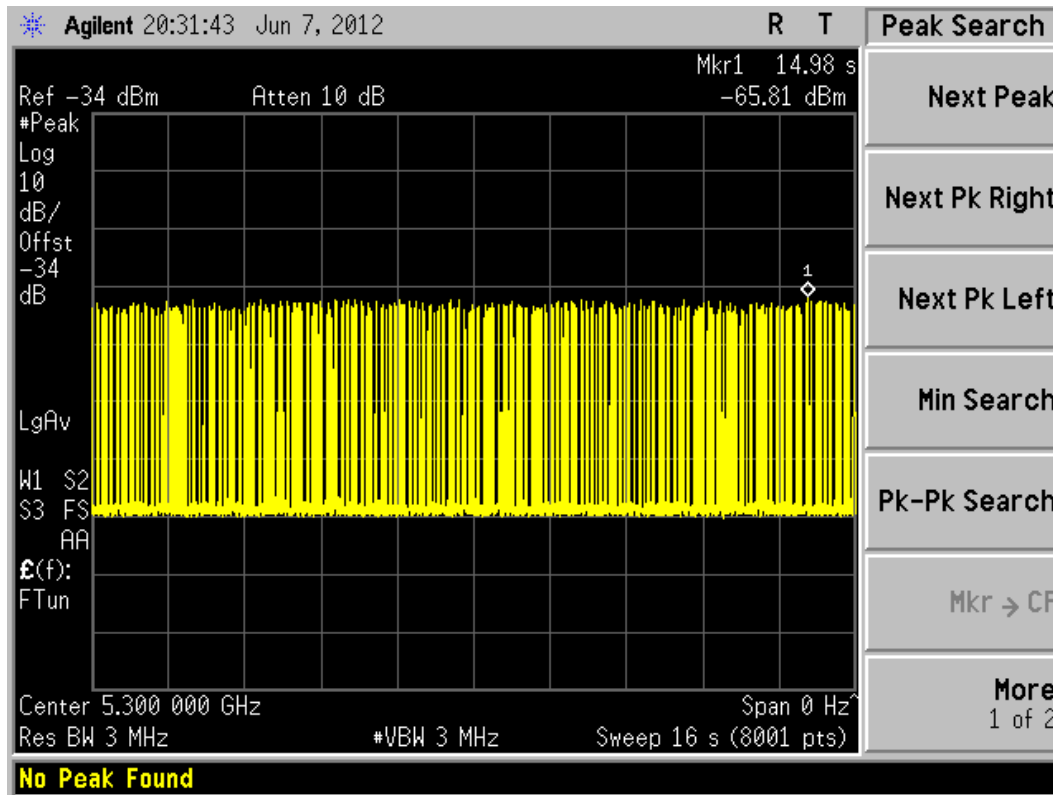 Agilent 20:31:43 Jun 7, 2012 R T
Mkr1 14.98 s
Ref -34 dBm Atten 10 dB -65.81 dBm
#Peak
Log
10
dB/
Offst
-34
dB
1
LgAv
W1 S2
S3 FS
AA
£(f):
FTun
Center 5.300 000 GHz Span 0 Hz^
Res BW 3 MHz #VBW 3 MHz Sweep 16 s (8001 pts)
No Peak Found
Peak Search
Next Peak
Next Pk Right
Next Pk Left
Min Search
Pk-Pk Search
Mkr → CF
More
1 of 2